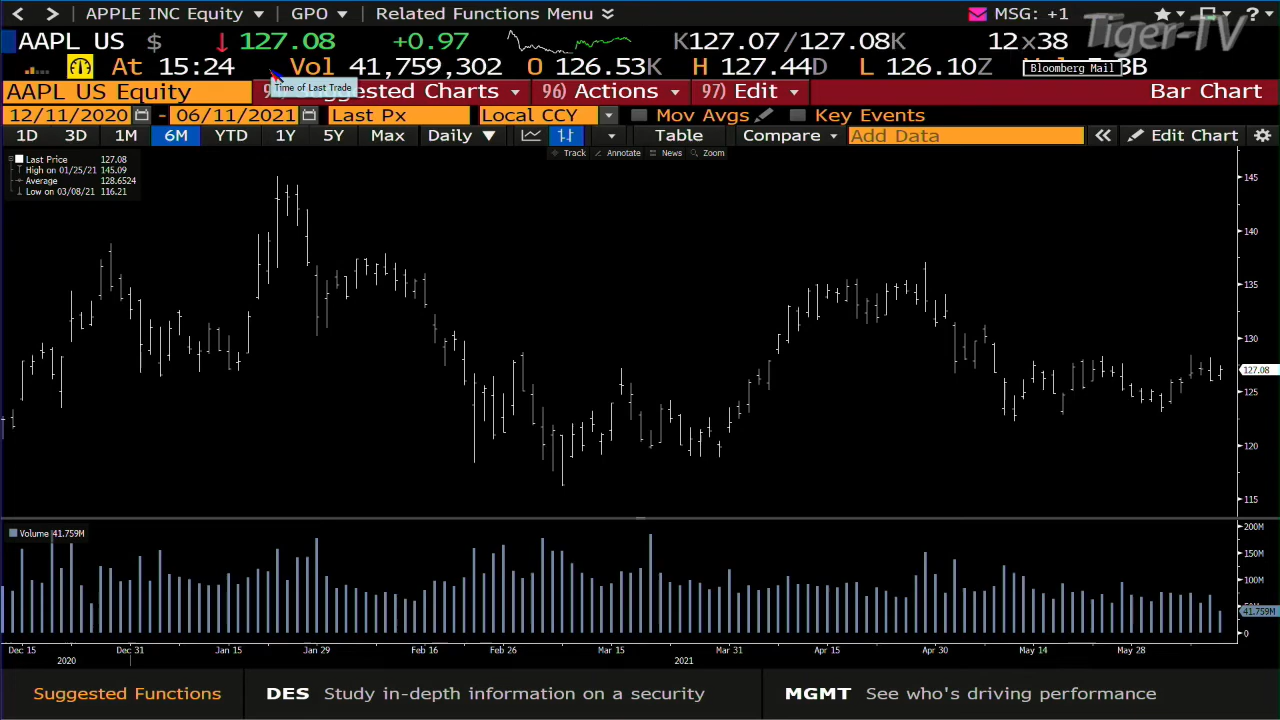 < > APPLE INC Equity GPO Related Functions Menu MSG: +1 ?
AAPL US $ ↓ 127.08 +0.97 K127.07/127.08K 12×38 Tiger-TV
At 15:24 Vol 41,759,302 O 126.53K H 127.44D L 126.10Z B
Time of Last Trade Bloomberg Mail
AAPL US Equity Suggested Charts 96) Actions 97) Edit Bar Chart
12/11/2020 - 06/11/2021 Last Px Local CCY Mov Avgs Key Events
1D 3D 1M 6M YTD 1Y 5Y Max Daily ▼ Table Compare Add Data « Edit Chart
Track Annotate News Zoom
Last Price 127.08
High on 01/25/21 145.09
Average 128.6524
Low on 03/08/21 116.21
145
140
135
130
127.08
125
120
115
Volume 41.759M
200M
150M
100M
41.759M
0
Dec 15 Dec 31 Jan 15 Jan 29 Feb 16 Feb 26 Mar 15 Mar 31 Apr 15 Apr 30 May 14 May 28
2020 2021
Suggested Functions DES Study in-depth information on a security MGMT See who's driving performance